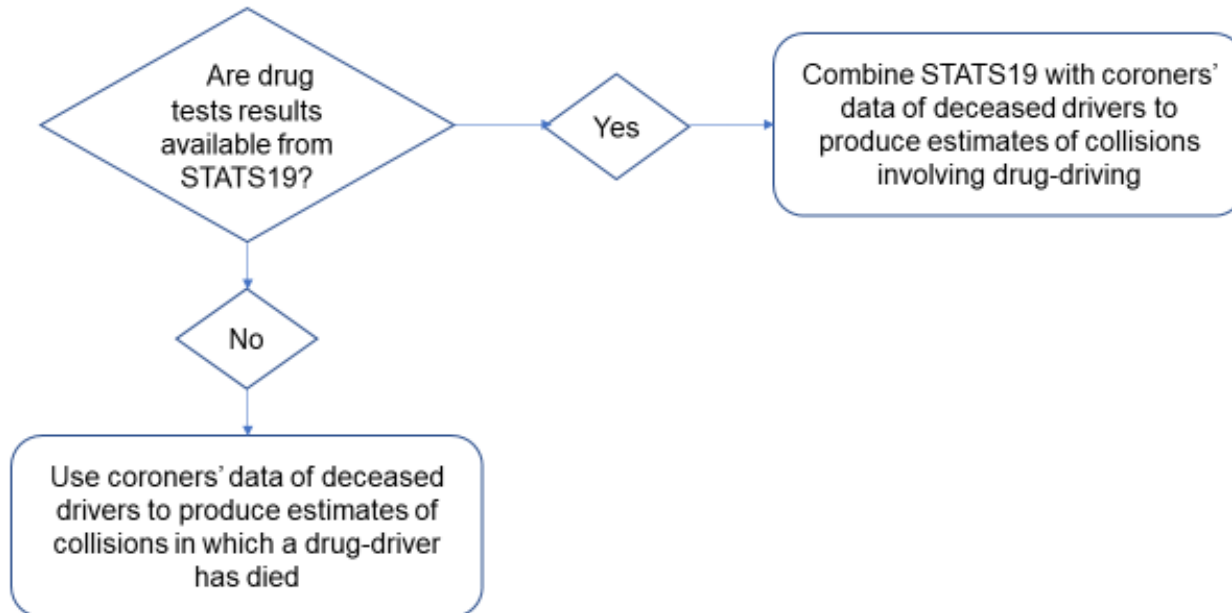 Are drug
tests results
available from
STATS19?
Yes
Combine STATS19 with coroners’
data of deceased drivers to
produce estimates of collisions
involving drug-driving
No
Use coroners’ data of deceased
drivers to produce estimates of
collisions in which a drug-driver
has died